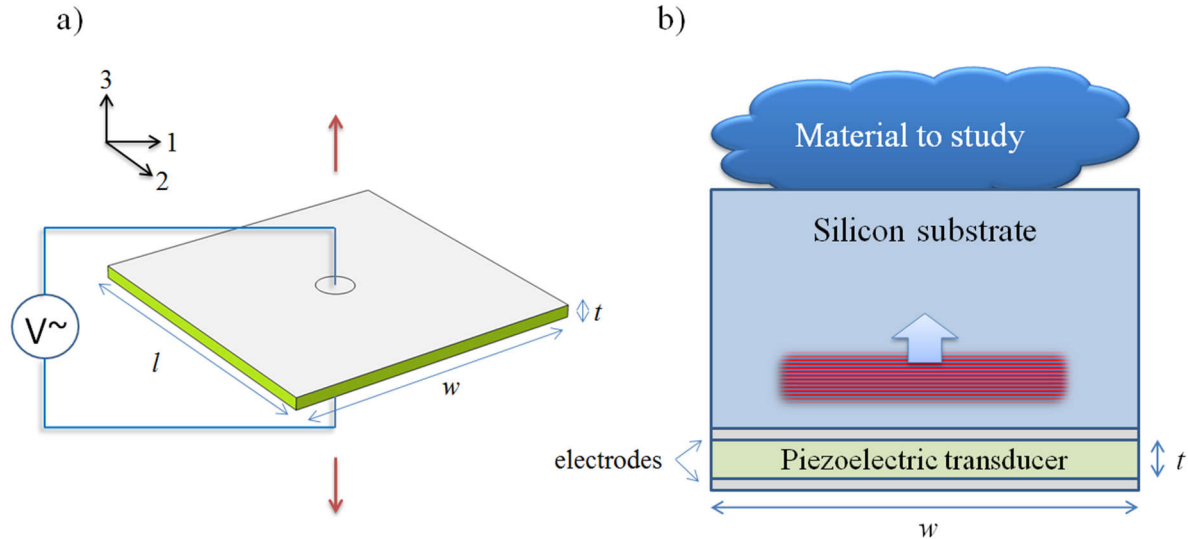 a)
3
1
2
V~
l
w
t
b)
Material to study
Silicon substrate
electrodes
Piezoelectric transducer
t
w